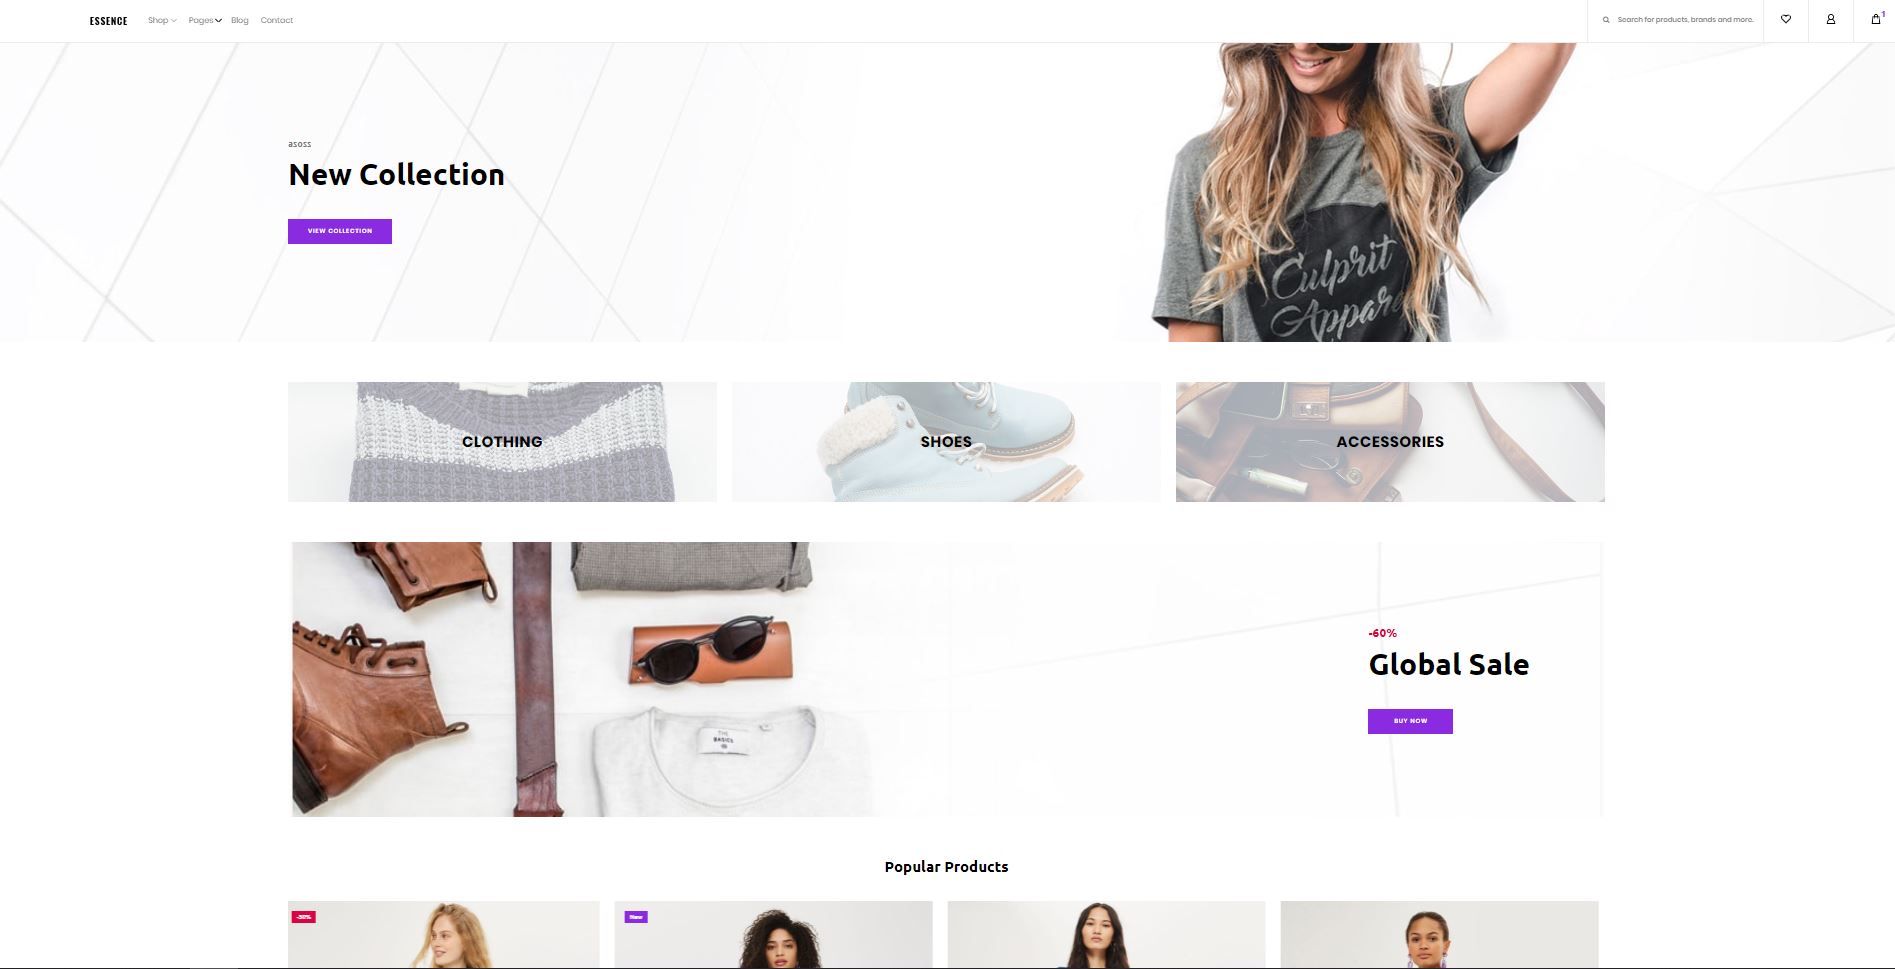 ESSENCE
Shop
Pages
Blog
Contact
Search for products, brands and more..
1
asoss
New Collection
VIEW COLLECTION
Culprit
Apparel
CLOTHING
SHOES
ACCESSORIES
THE
BASICS
-60%
Global Sale
BUY NOW
Popular Products
-30%
New